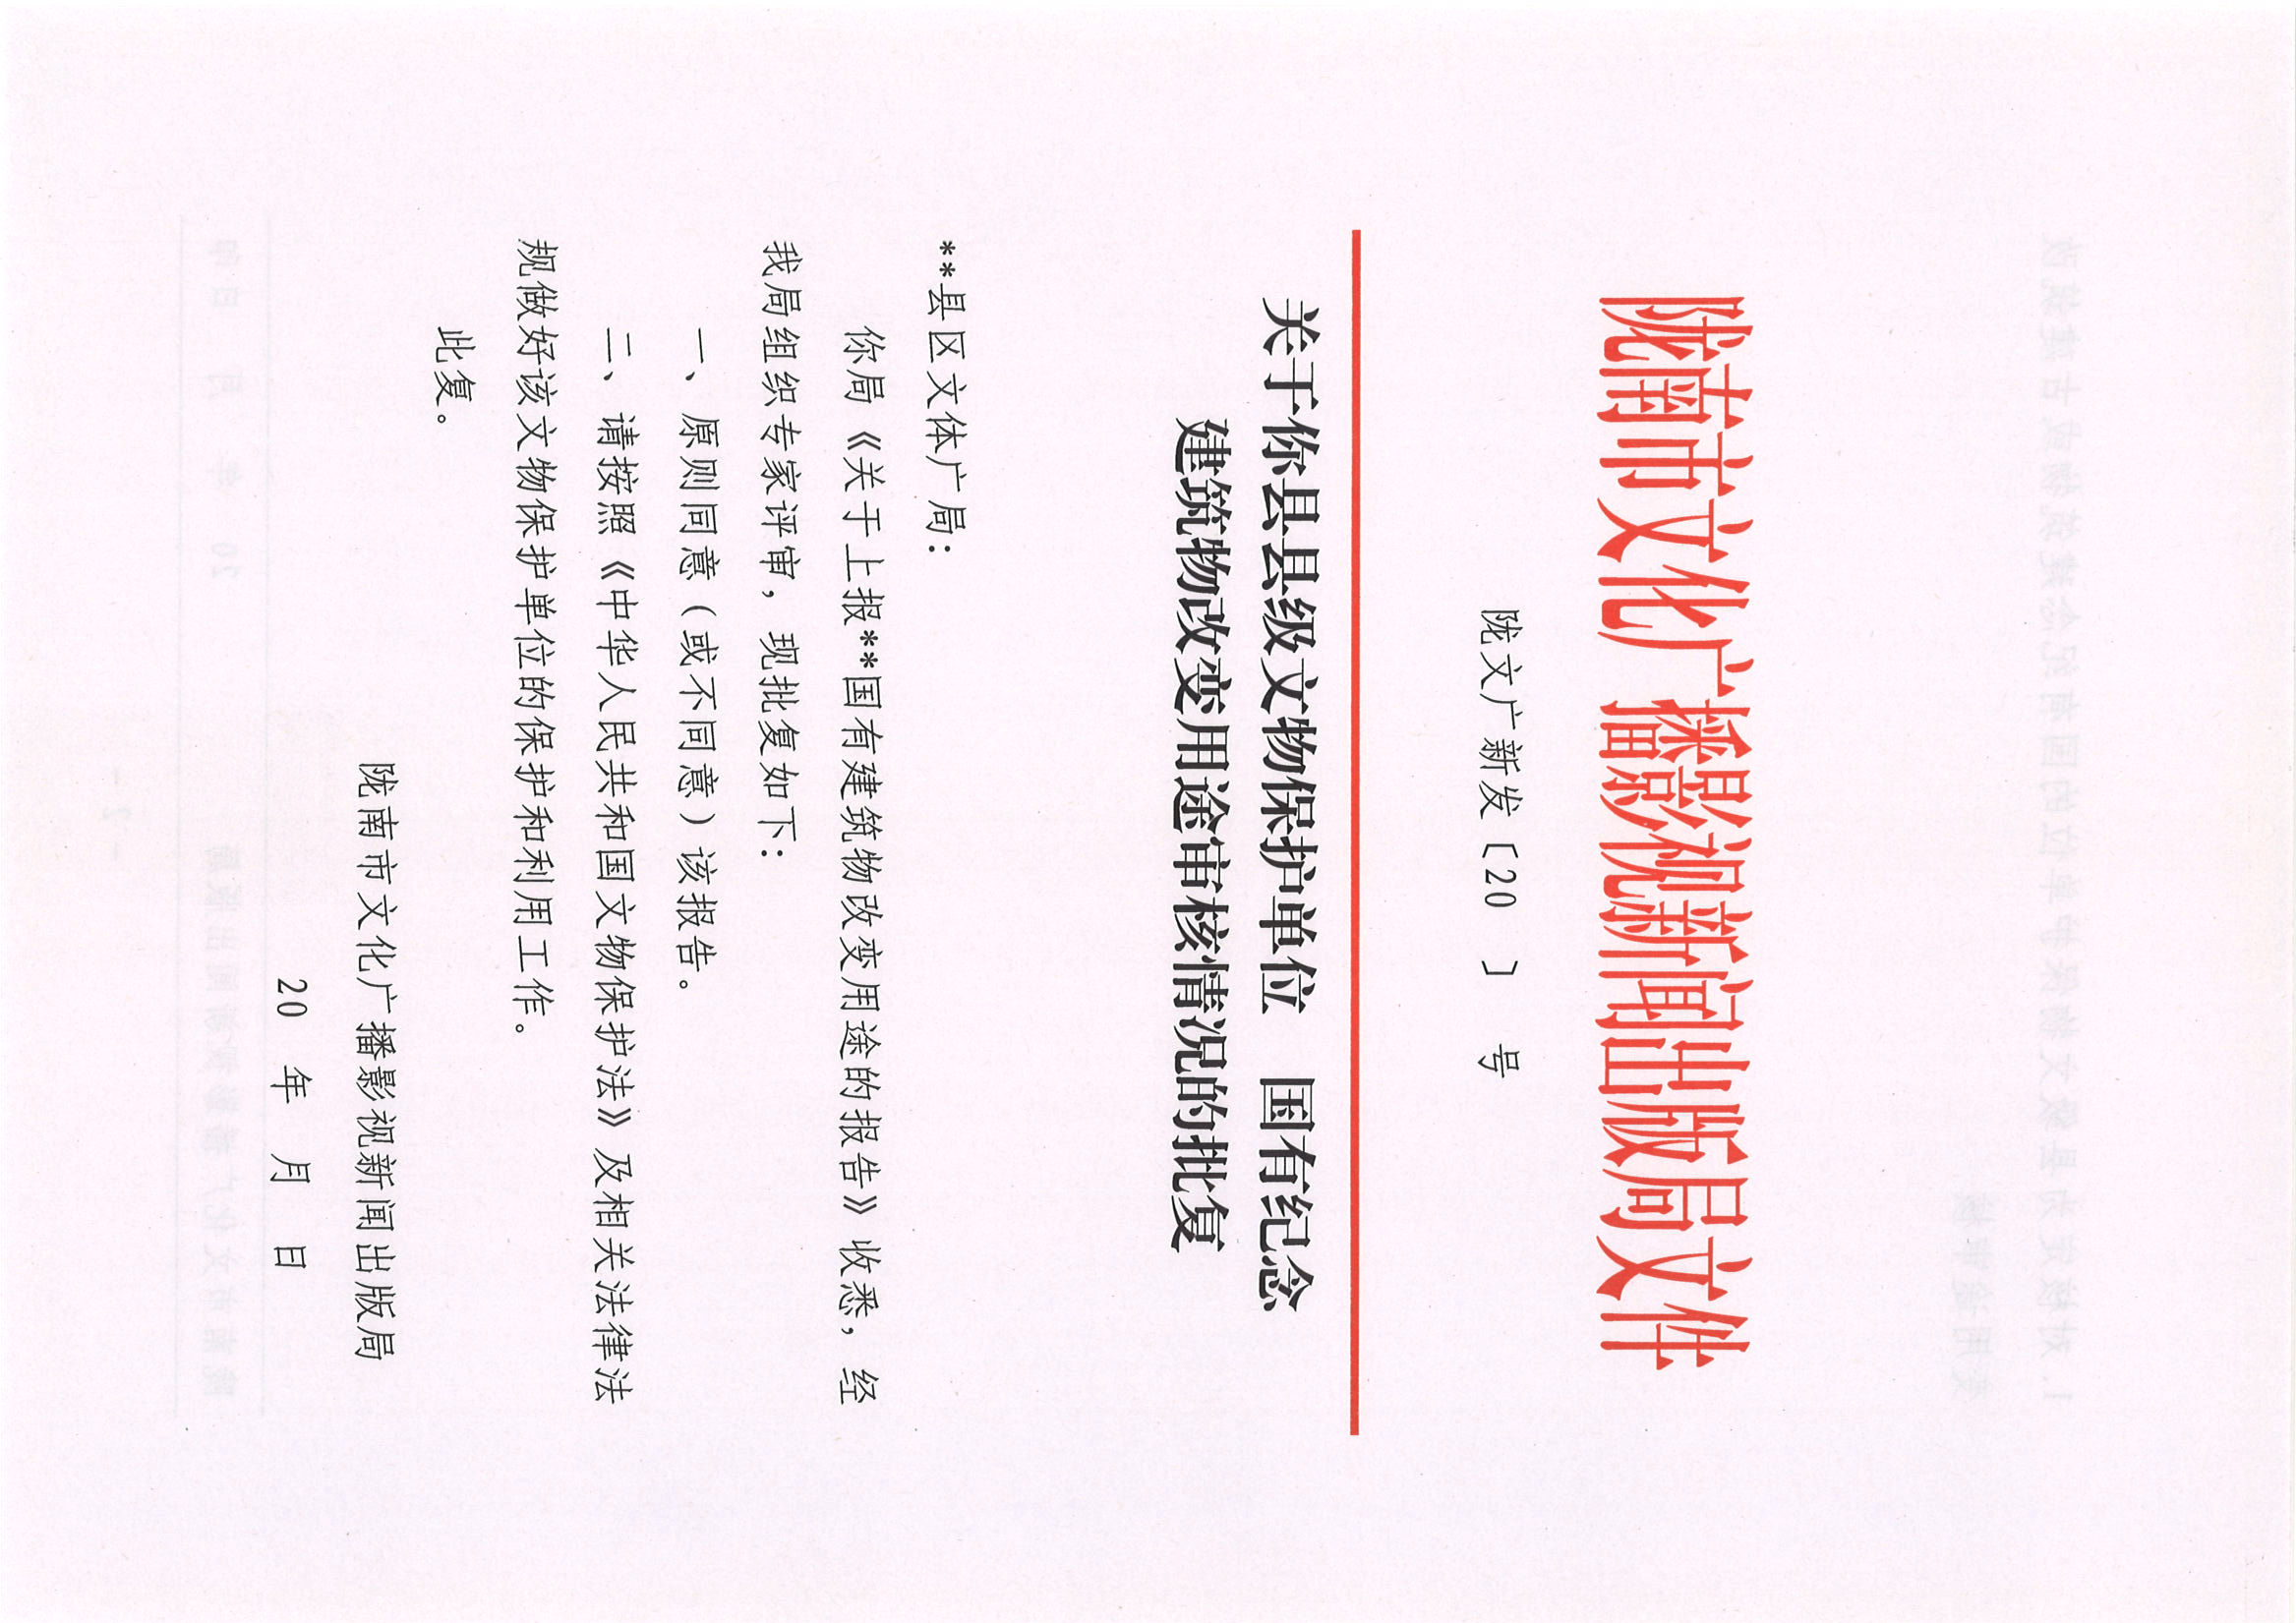 陇南市文化广播影视新闻出版局文件
陇文广新发〔20　〕　号
关于你县县级文物保护单位　国有纪念
建筑物改变用途审核情况的批复
**县区文体广局：
你局《关于上报**国有建筑物改变用途的报告》收悉，经
我局组织专家评审，现批复如下：
一、原则同意（或不同意）该报告。
二、请按照《中华人民共和国文物保护法》及相关法律法
规做好该文物保护单位的保护和利用工作。
此复。
陇南市文化广播影视新闻出版局
20　年　月　日